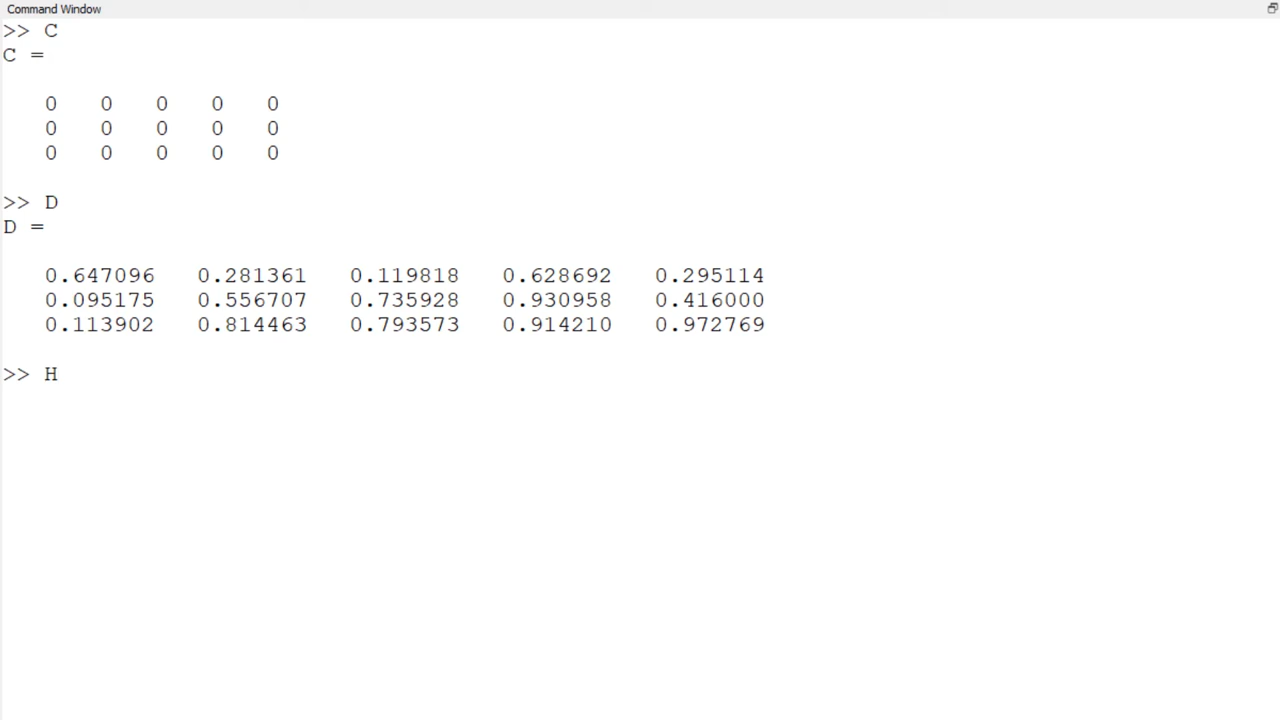 Command Window
>> C
C =
0 0 0 0 0
0 0 0 0 0
0 0 0 0 0
>> D
D =
0.647096 0.281361 0.119818 0.628692 0.295114
0.095175 0.556707 0.735928 0.930958 0.416000
0.113902 0.814463 0.793573 0.914210 0.972769
>> H